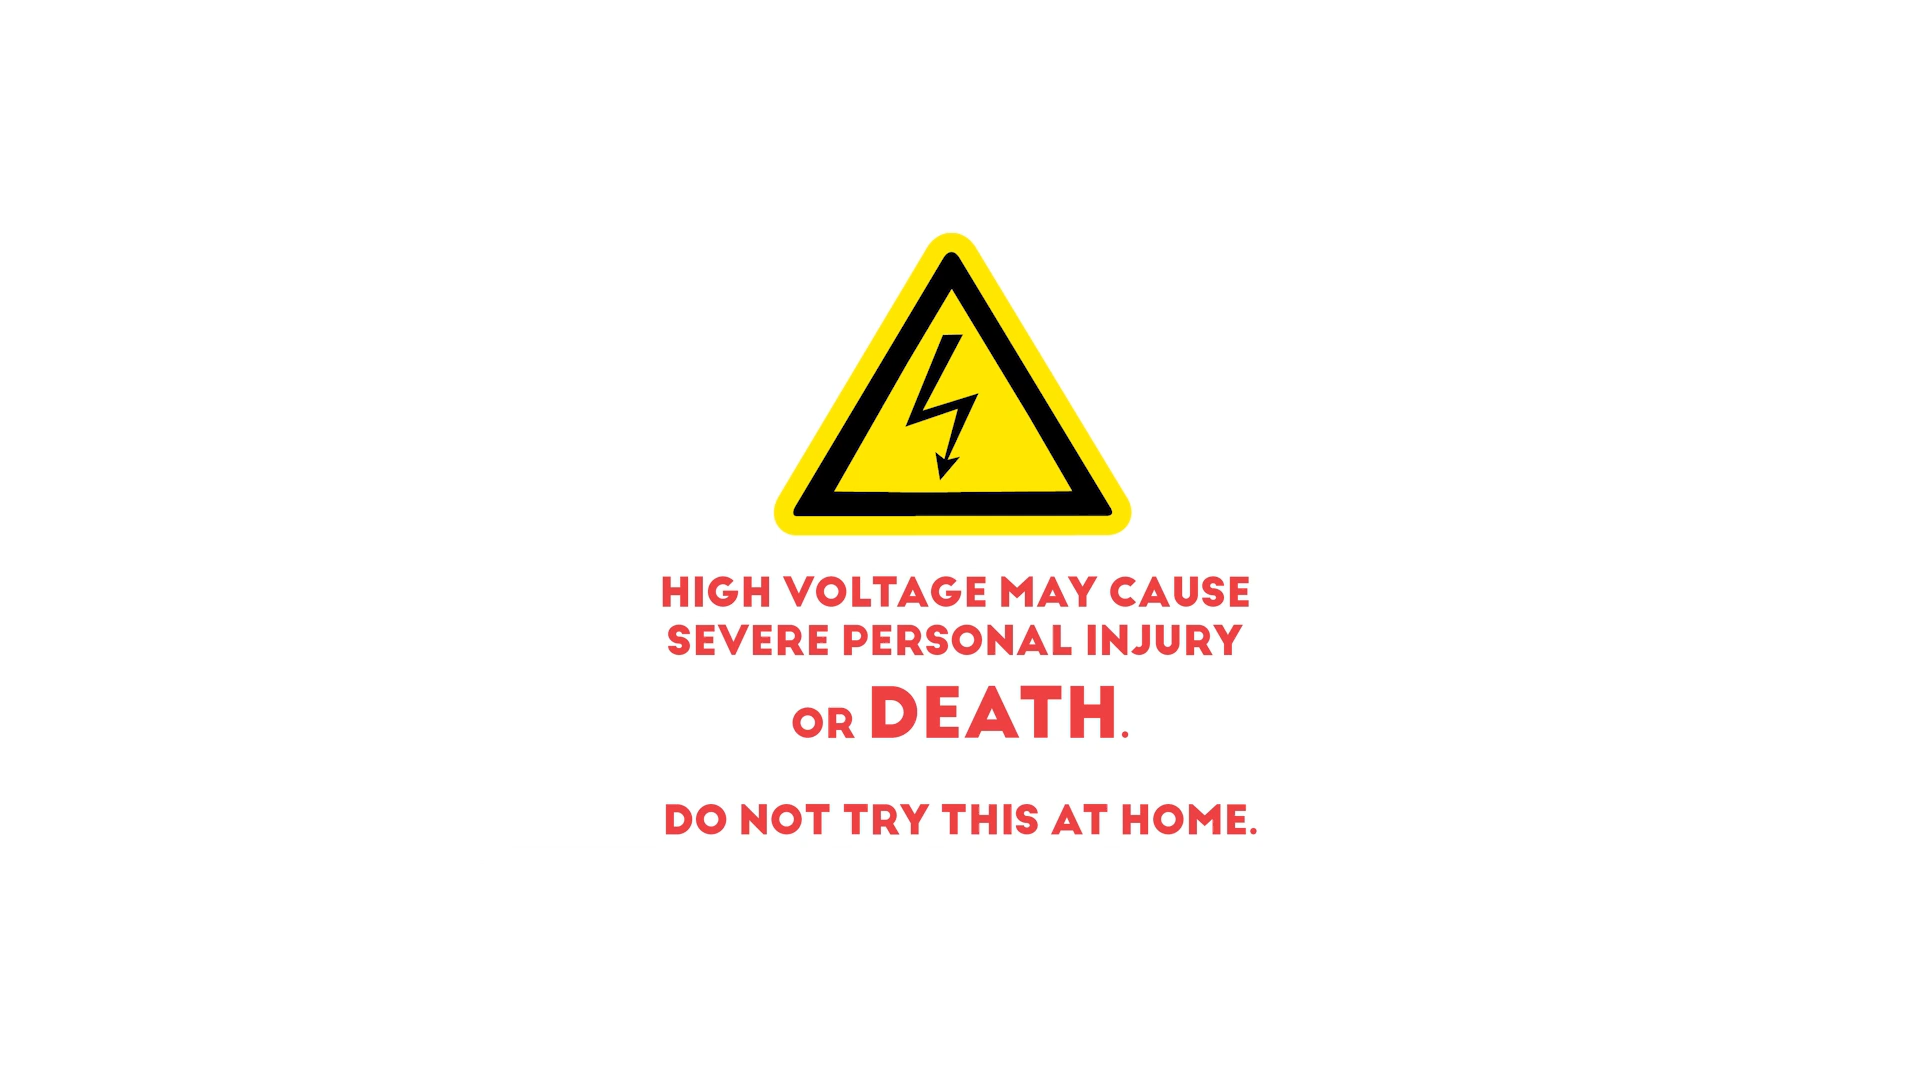 HIGH VOLTAGE MAY CAUSE
SEVERE PERSONAL INJURY
OR DEATH.
DO NOT TRY THIS AT HOME.